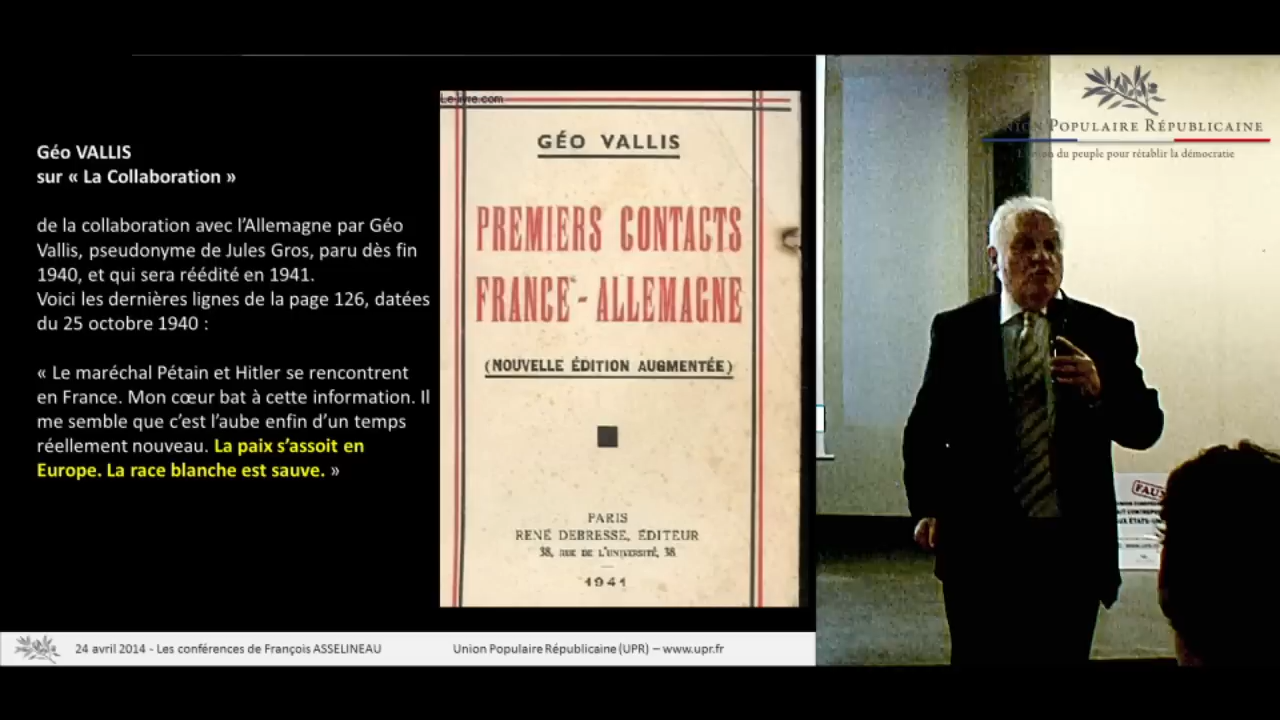 Géo VALLIS
sur « La Collaboration »
de la collaboration avec l'Allemagne par Géo
Vallis, pseudonyme de Jules Gros, paru dès fin
1940, et qui sera réédité en 1941.
Voici les dernières lignes de la page 126, datées
du 25 octobre 1940 :
« Le maréchal Pétain et Hitler se rencontrent
en France. Mon cœur bat à cette information. Il
me semble que c'est l'aube enfin d'un temps
réellement nouveau. La paix s'assoit en
Europe. La race blanche est sauve. »
Le-livre.com
GÉO VALLIS
PREMIERS CONTACTS
FRANCE - ALLEMAGNE
(NOUVELLE ÉDITION AUGMENTÉE)
PARIS
RENÉ DEBRESSE, ÉDITEUR
38, RUE DE L'UNIVERSITÉ, 38
1941
UNION POPULAIRE RÉPUBLICAINE
L'union du peuple pour rétablir la démocratie
FAUX
24 avril 2014 - Les conférences de François ASSELINEAU
Union Populaire Républicaine (UPR) – www.upr.fr